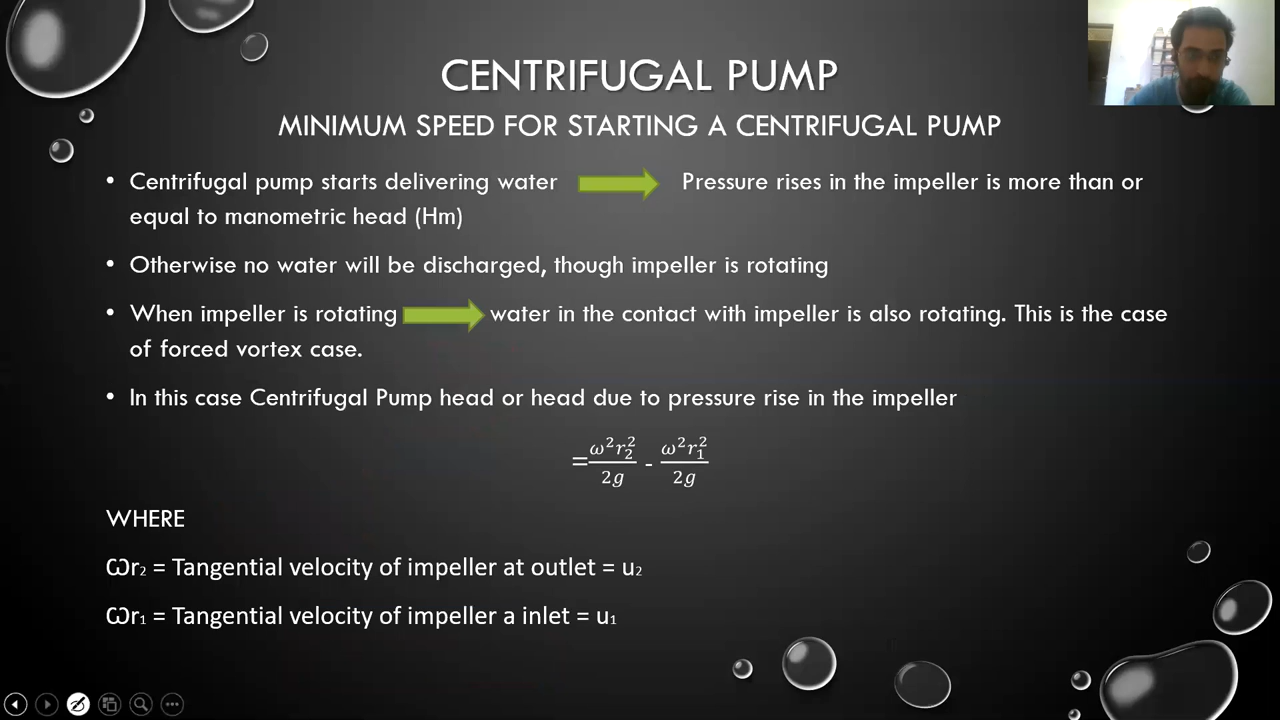 CENTRIFUGAL PUMP
MINIMUM SPEED FOR STARTING A CENTRIFUGAL PUMP
• Centrifugal pump starts delivering water Pressure rises in the impeller is more than or
equal to manometric head (Hm)
• Otherwise no water will be discharged, though impeller is rotating
• When impeller is rotating water in the contact with impeller is also rotating. This is the case
of forced vortex case.
• In this case Centrifugal Pump head or head due to pressure rise in the impeller
=ω²r₂²/2g - ω²r₁²/2g
WHERE
ωr₂ = Tangential velocity of impeller at outlet = u₂
ωr₁ = Tangential velocity of impeller a inlet = u₁